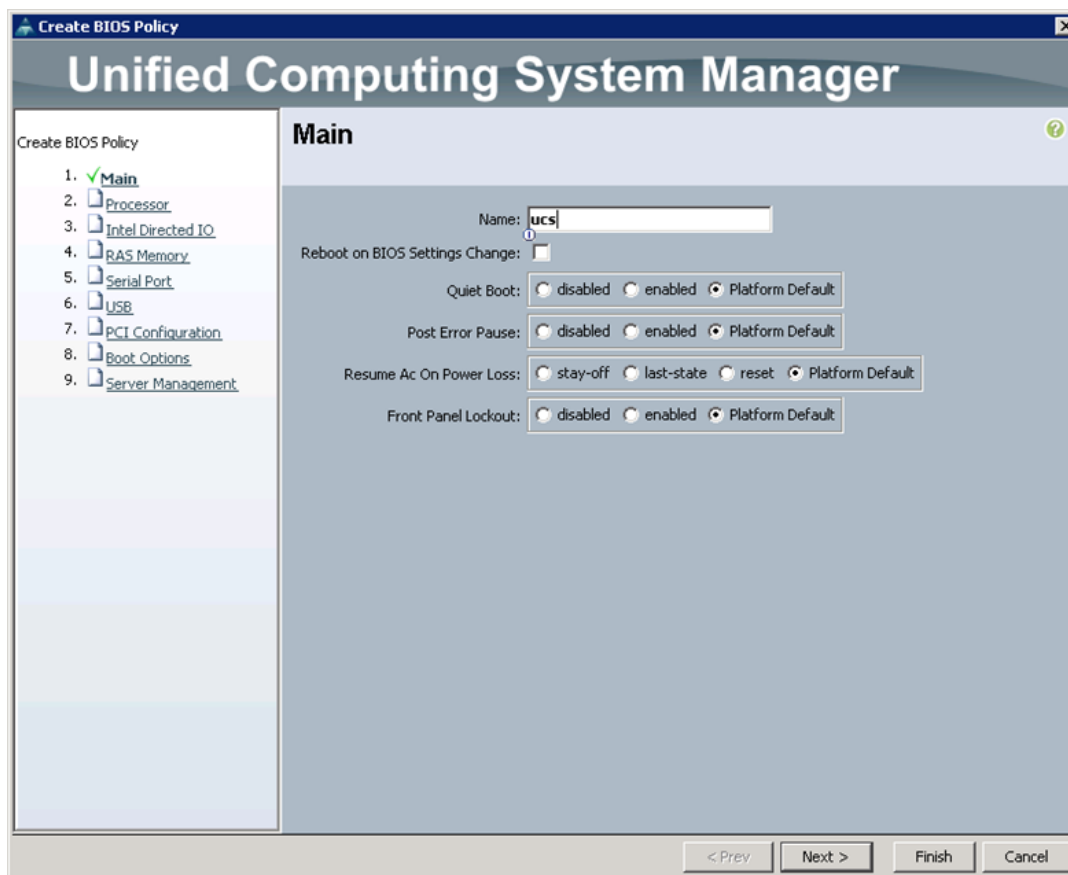 Create BIOS Policy
Unified Computing System Manager
Create BIOS Policy
1. Main
2. Processor
3. Intel Directed IO
4. RAS Memory
5. Serial Port
6. USB
7. PCI Configuration
8. Boot Options
9. Server Management
Main
Name: ucs
Reboot on BIOS Settings Change:
Quiet Boot: disabled enabled Platform Default
Post Error Pause: disabled enabled Platform Default
Resume Ac On Power Loss: stay-off last-state reset Platform Default
Front Panel Lockout: disabled enabled Platform Default
< Prev Next > Finish Cancel